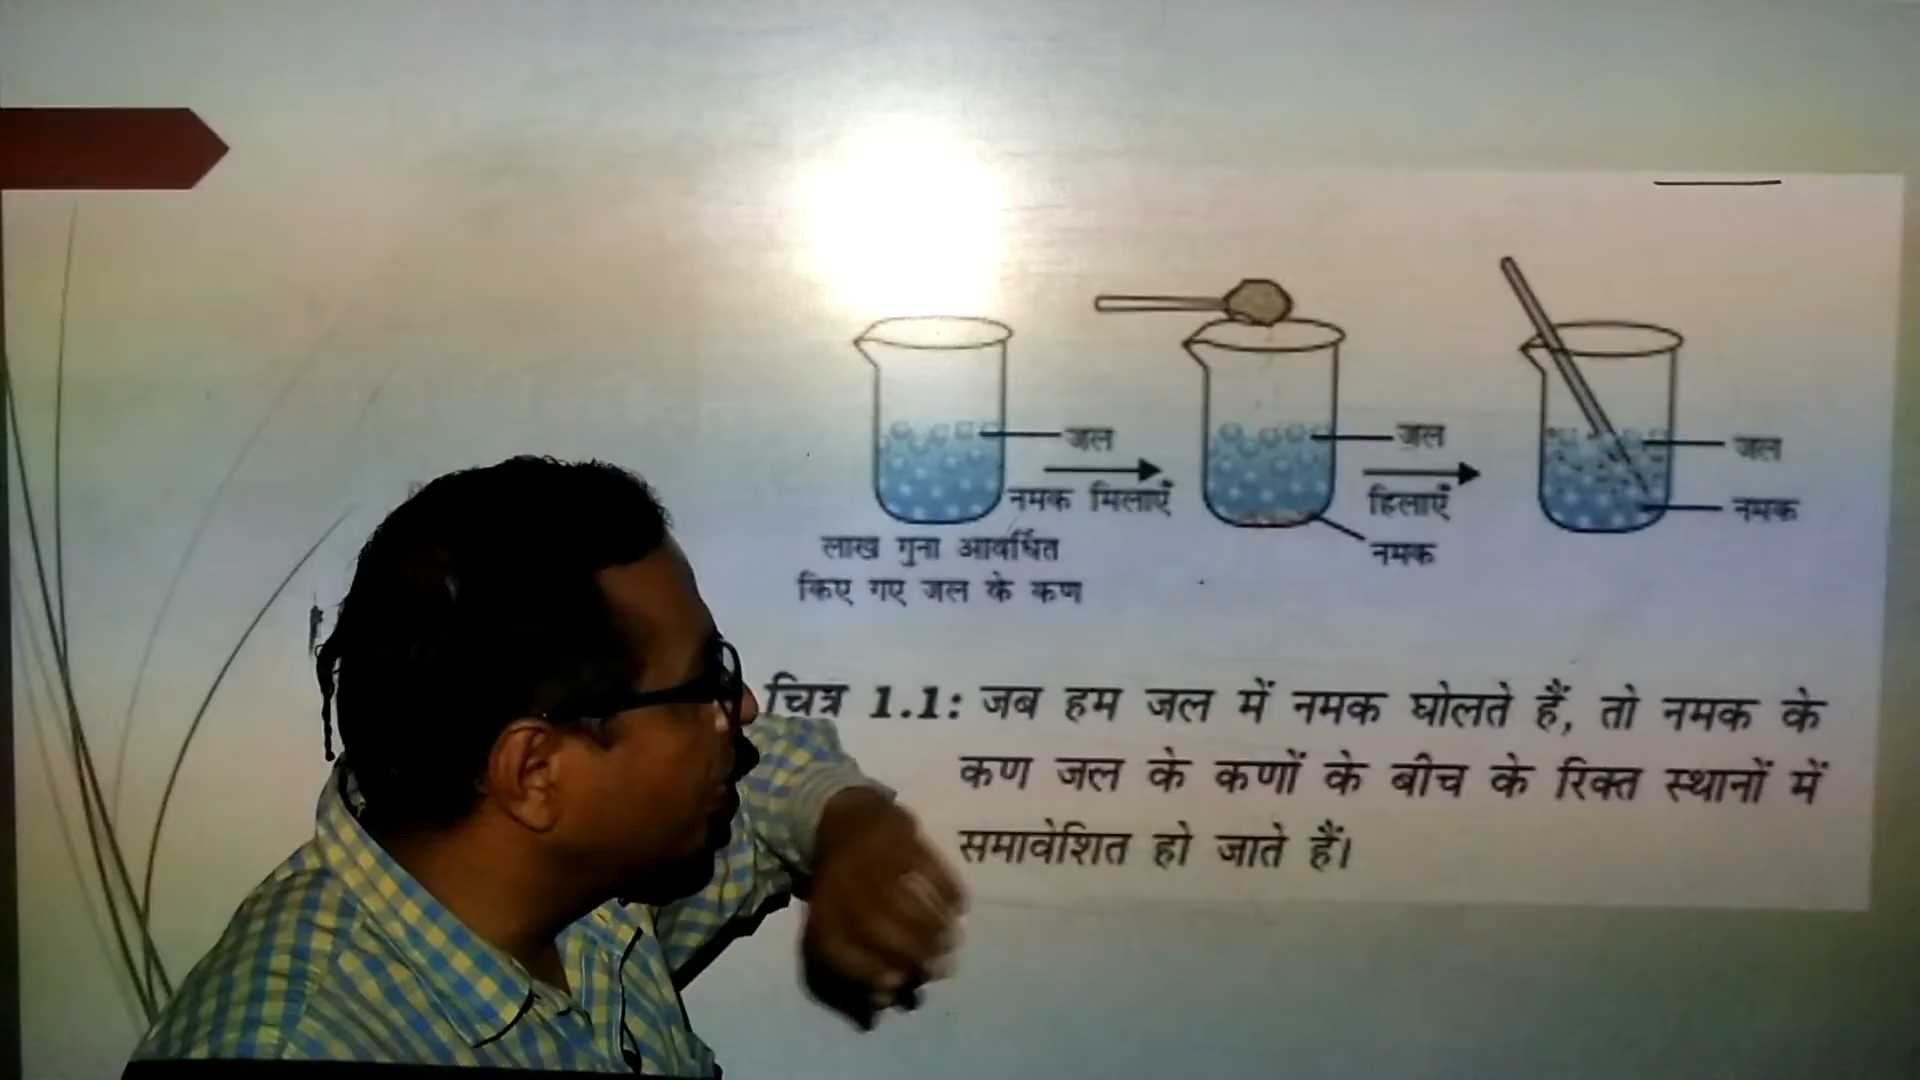 जल
नमक मिलाएँ
लाख गुना आवर्धित
किए गए जल के कण
जल
हिलाएँ
नमक
जल
नमक
चित्र 1.1: जब हम जल में नमक घोलते हैं, तो नमक के
कण जल के कणों के बीच के रिक्त स्थानों में
समावेशित हो जाते हैं।